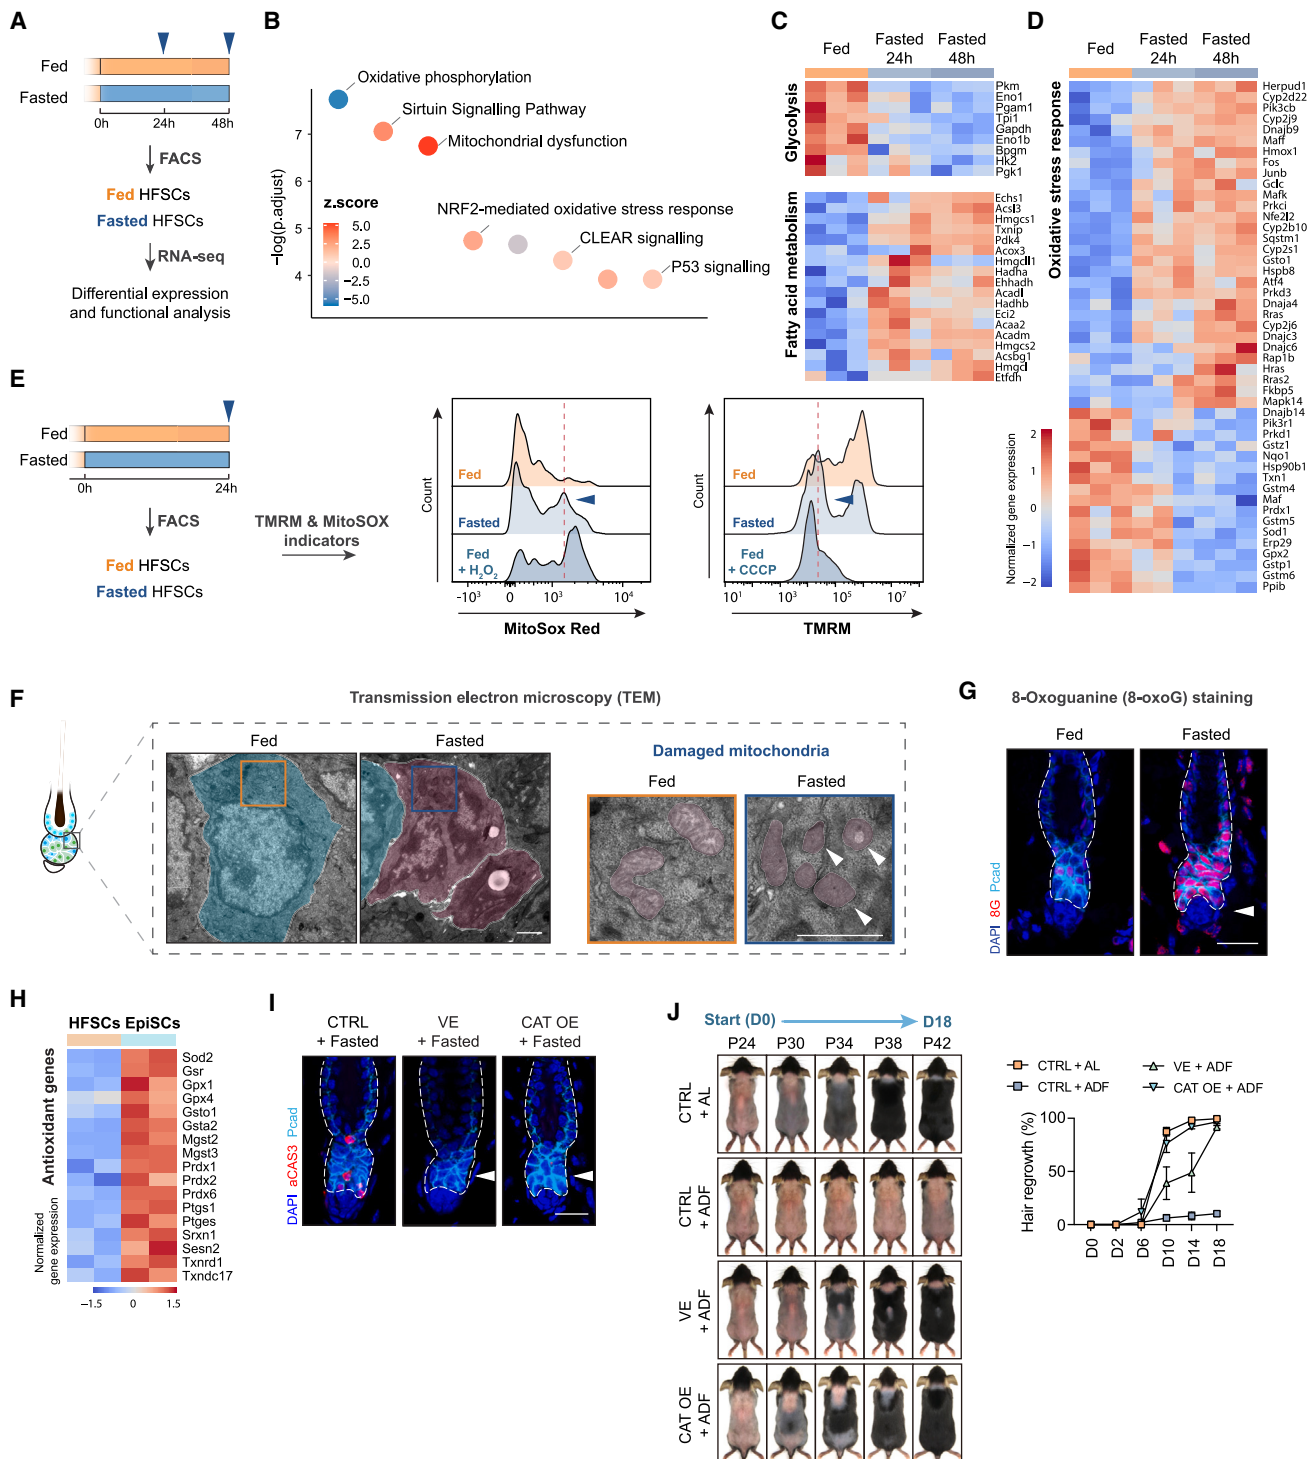 A
Fed
Fasted
0h
24h
48h
FACS
Fed HFSCs
Fasted HFSCs
RNA-seq
Differential expression
and functional analysis
B
−log(p.adjust)
7
6
5
4
Oxidative phosphorylation
Sirtuin Signalling Pathway
Mitochondrial dysfunction
NRF2-mediated oxidative stress response
CLEAR signalling
P53 signalling
z.score
5.0
2.5
0.0
−2.5
−5.0
C
Fed
Fasted
24h
Fasted
48h
Glycolysis
Pkm
Eno1
Pgam1
Tpi1
Gapdh
Eno1b
Bpgm
Hk2
Pgk1
Fatty acid metabolism
Echs1
Acsl3
Hmgcs1
Txnip
Pdk4
Acox3
Hmgcll1
Hadha
Ehhadh
Acadl
Hadhb
Eci2
Acaa2
Acadm
Hmgcs2
Acsbg1
Hmgcl
Etfdh
D
Fed
Fasted
24h
Fasted
48h
Oxidative stress response
Herpud1
Cyp2d22
Pik3cb
Cyp2j9
Dnajb9
Maff
Hmox1
Fos
Junb
Gclc
Mafk
Prkci
Nfe2l2
Cyp2b10
Sqstm1
Cyp2s1
Gsto1
Hspb8
Atf4
Prkd3
Dnaja4
Rras
Cyp2j6
Dnajc3
Dnajc6
Rap1b
Hras
Rras2
Fkbp5
Mapk14
Dnajb14
Pik3r1
Prkd1
Gstz1
Nqo1
Hsp90b1
Txn1
Gstm4
Maf
Prdx1
Gstm5
Sod1
Erp29
Gpx2
Gstp1
Gstm6
Ppib
Normalized gene expression
2
1
0
−1
−2
E
Fed
Fasted
0h
24h
FACS
Fed HFSCs
Fasted HFSCs
TMRM & MitoSOX
indicators
Count
Fed
Fasted
Fed
+ H2O2
-10³
0
10³
10⁴
MitoSox Red
Count
Fed
Fasted
Fed
+ CCCP
10¹
10³
10⁵
10⁷
TMRM
F
Transmission electron microscopy (TEM)
Fed
Fasted
Damaged mitochondria
Fed
Fasted
G
8-Oxoguanine (8-oxoG) staining
Fed
Fasted
DAPI 8G Pcad
H
HFSCs EpiSCs
Antioxidant genes
Sod2
Gsr
Gpx1
Gpx4
Gsto1
Gsta2
Mgst2
Mgst3
Prdx1
Prdx2
Prdx6
Ptgs1
Ptges
Srxn1
Sesn2
Txnrd1
Txndc17
Normalized
gene expression
−1.5
0
1.5
I
CTRL
+ Fasted
VE
+ Fasted
CAT OE
+ Fasted
DAPI aCAS3 Pcad
J
Start (D0)
D18
P24
P30
P34
P38
P42
CTRL
+ AL
CTRL
+ ADF
VE
+ ADF
CAT OE
+ ADF
CTRL + AL
CTRL + ADF
VE + ADF
CAT OE + ADF
Hair regrowth (%)
100
50
0
D0
D2
D6
D10
D14
D18